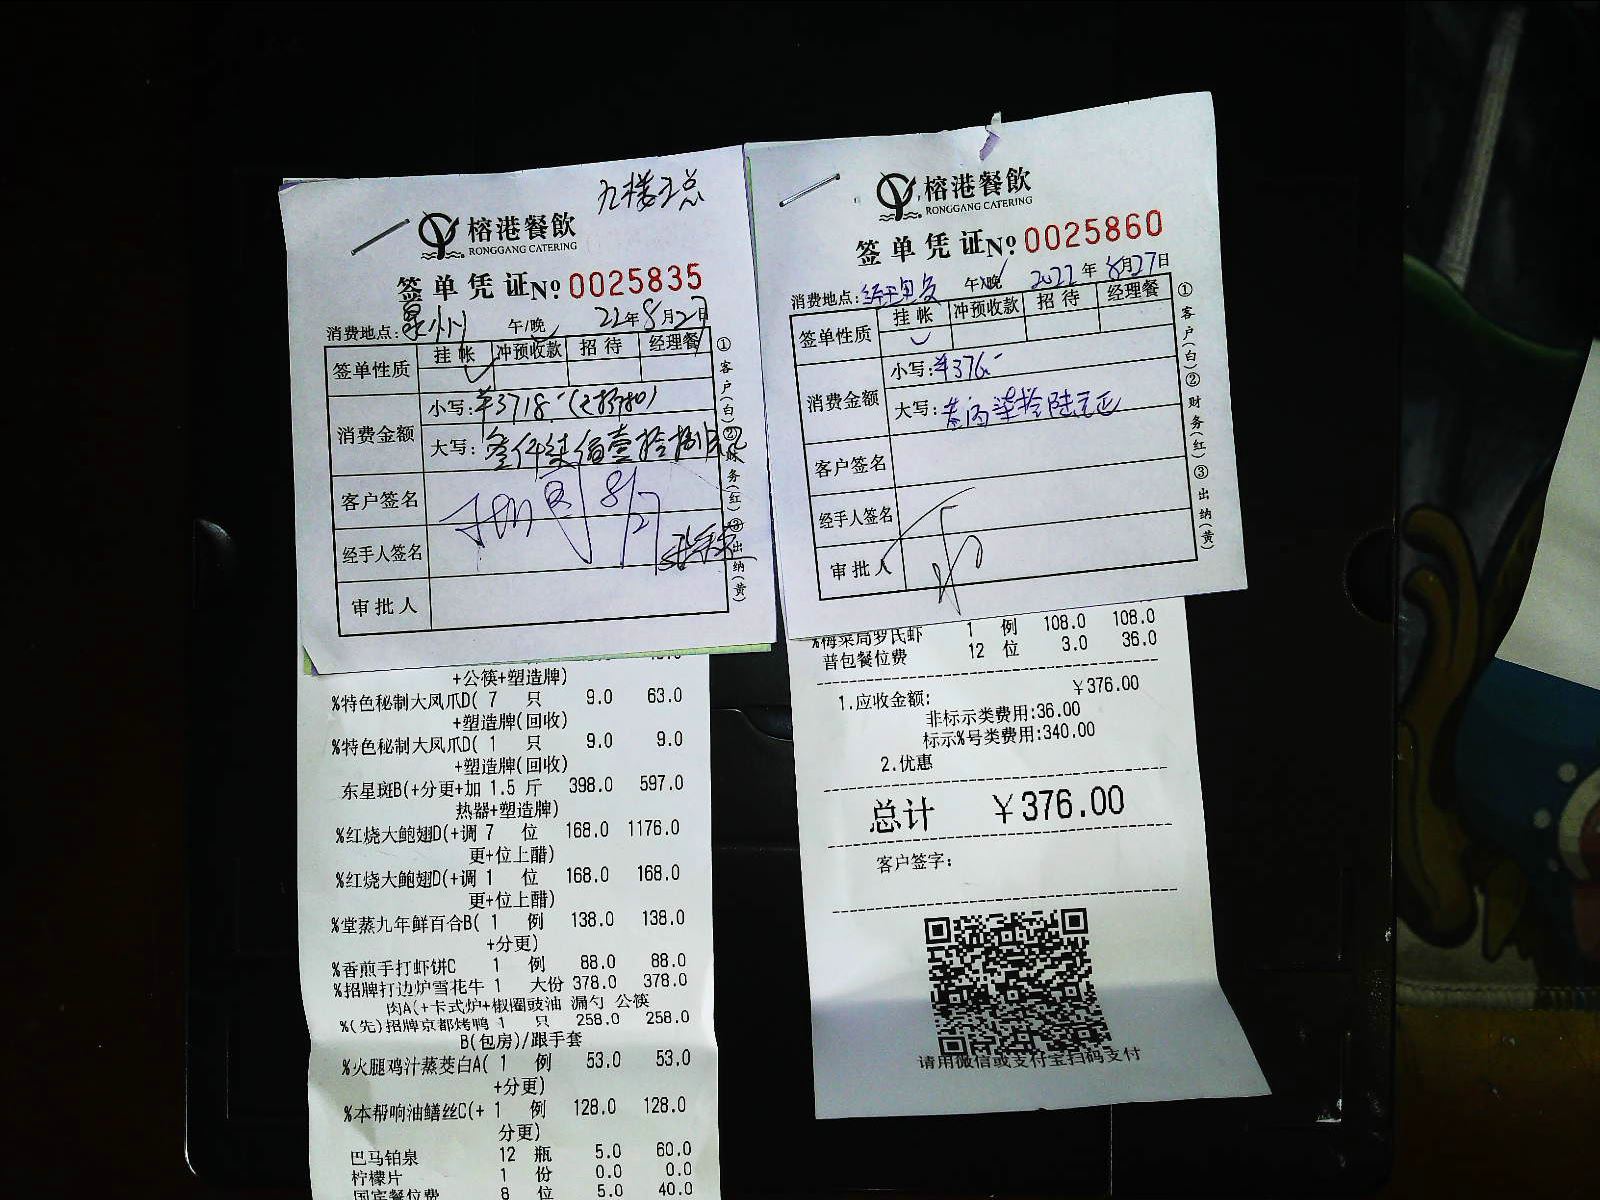 九楼王总
榕港餐飲
RONGGANG CATERING
签单凭证No 0025835
消费地点:泉州 午/晚 22年8月27日
签单性质 挂帐 冲预收款 招待 经理餐
消费金额 小写:¥3718.-
大写:叁仟柒佰壹拾捌
客户签名 8/27
经手人签名
审批人
①客户(白)②财务(红)③出纳(黄)
+公筷+塑造牌)
%特色秘制大凤爪D( 7 只 9.0 63.0
+塑造牌(回收)
%特色秘制大凤爪D( 1 只 9.0 9.0
+塑造牌(回收)
东星斑B(+分更+加 1.5 斤 398.0 597.0
热器+塑造牌)
%红烧大鲍翅D(+调 7 位 168.0 1176.0
更+位上醋)
%红烧大鲍翅D(+调 1 位 168.0 168.0
更+位上醋)
%堂蒸九年鲜百合B( 1 例 138.0 138.0
+分更)
%香煎手打虾饼C 1 例 88.0 88.0
%招牌打边炉雪花牛 1 大份 378.0 378.0
肉A(+卡式炉+椒圈豉油 漏勺 公筷
%(先)招牌京都烤鸭 1 只 258.0 258.0
B(包房)/跟手套
%火腿鸡汁蒸茭白A( 1 例 53.0 53.0
+分更)
%本帮响油鳝丝C(+ 1 例 128.0 128.0
分更)
巴马铂泉 12 瓶 5.0 60.0
柠檬片 1 份 0.0 0.0
国宾餐位费 8 位 5.0 40.0
榕港餐飲
RONGGANG CATERING
签单凭证No 0025860
消费地点: 午/晚 2022年8月27日
签单性质 挂帐 冲预收款 招待 经理餐
消费金额 小写:¥376.-
大写:叁佰柒拾陆元正
客户签名
经手人签名
审批人
①客户(白)②财务(红)③出纳(黄)
%梅菜局罗氏虾 1 例 108.0 108.0
普包餐位费 12 位 3.0 36.0
1.应收金额: ¥376.00
非标示类费用:36.00
标示%号类费用:340.00
2.优惠
总计 ¥376.00
客户签字:
请用微信或支付宝扫码支付